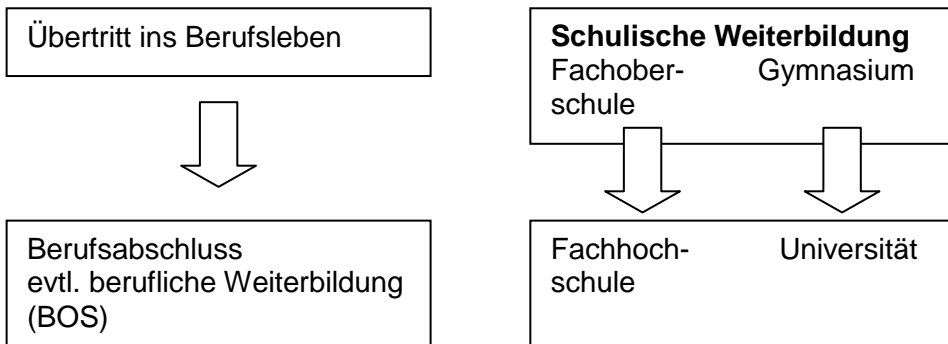 Übertritt ins Berufsleben
Schulische Weiterbildung
Fachober- Gymnasium
schule
Berufsabschluss
evtl. berufliche Weiterbildung
(BOS)
Fachhoch- Universität
schule